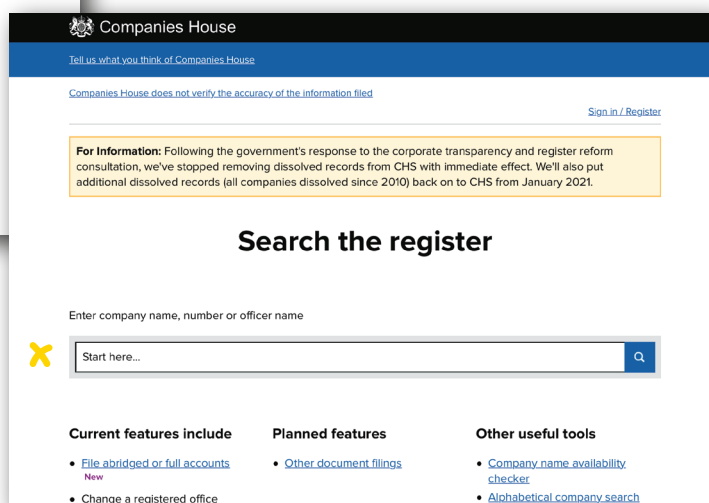 Companies House
Tell us what you think of Companies House
Companies House does not verify the accuracy of the information filed
Sign in / Register
For Information: Following the government's response to the corporate transparency and register reform
consultation, we've stopped removing dissolved records from CHS with immediate effect. We'll also put
additional dissolved records (all companies dissolved since 2010) back on to CHS from January 2021.
Search the register
Enter company name, number or officer name
Start here...
Current features include
File abridged or full accounts
New
Change a registered office
Planned features
Other document filings
Other useful tools
Company name availability
checker
Alphabetical company search